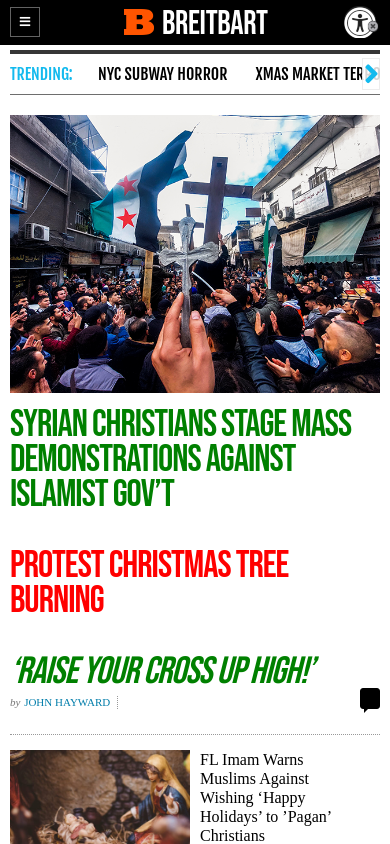 BREITBART
TRENDING:
NYC SUBWAY HORROR
XMAS MARKET TER
SYRIAN CHRISTIANS STAGE MASS
DEMONSTRATIONS AGAINST
ISLAMIST GOV’T
PROTEST CHRISTMAS TREE
BURNING
‘RAISE YOUR CROSS UP HIGH!’
by JOHN HAYWARD
FL Imam Warns
Muslims Against
Wishing ‘Happy
Holidays’ to ’Pagan’
Christians